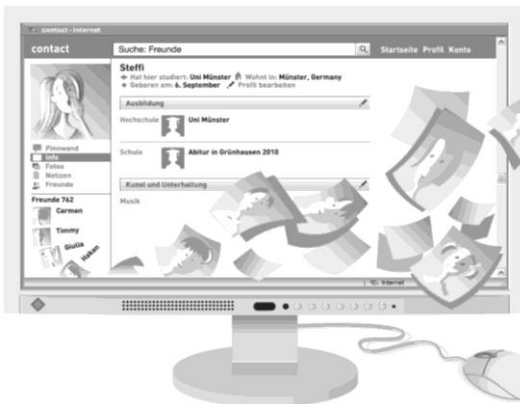 contact - Internet
contact
Suche: Freunde
Startseite Profil Konto
Steffi
Hat hier studiert: Uni Münster Wohnt in: Münster, Germany
Geboren am: 6. September Profil bearbeiten
Ausbildung
Hochschule Uni Münster
Schule Abitur in Grünhausen 2010
Kunst und Unterhaltung
Musik
Pinnwand
Info
Fotos
Notizen
Freunde
Freunde 762
Carmen
Timmy
Giulia
Hakan
Internet